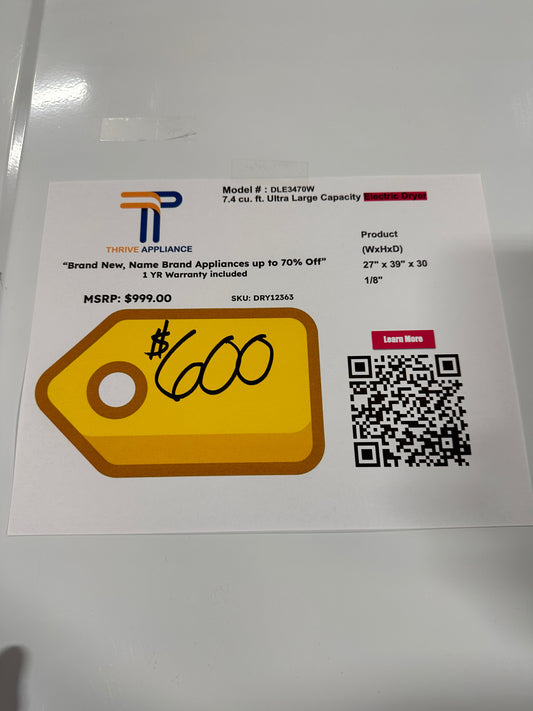 Model # : DLE3470W
7.4 cu. ft. Ultra Large Capacity Electric Dryer
TP
THRIVE APPLIANCE
“Brand New, Name Brand Appliances up to 70% Off”
1 YR Warranty included
MSRP: $999.00 SKU: DRY12363
$600
Product
(WxHxD)
27" x 39" x 30
1/8"
Learn More